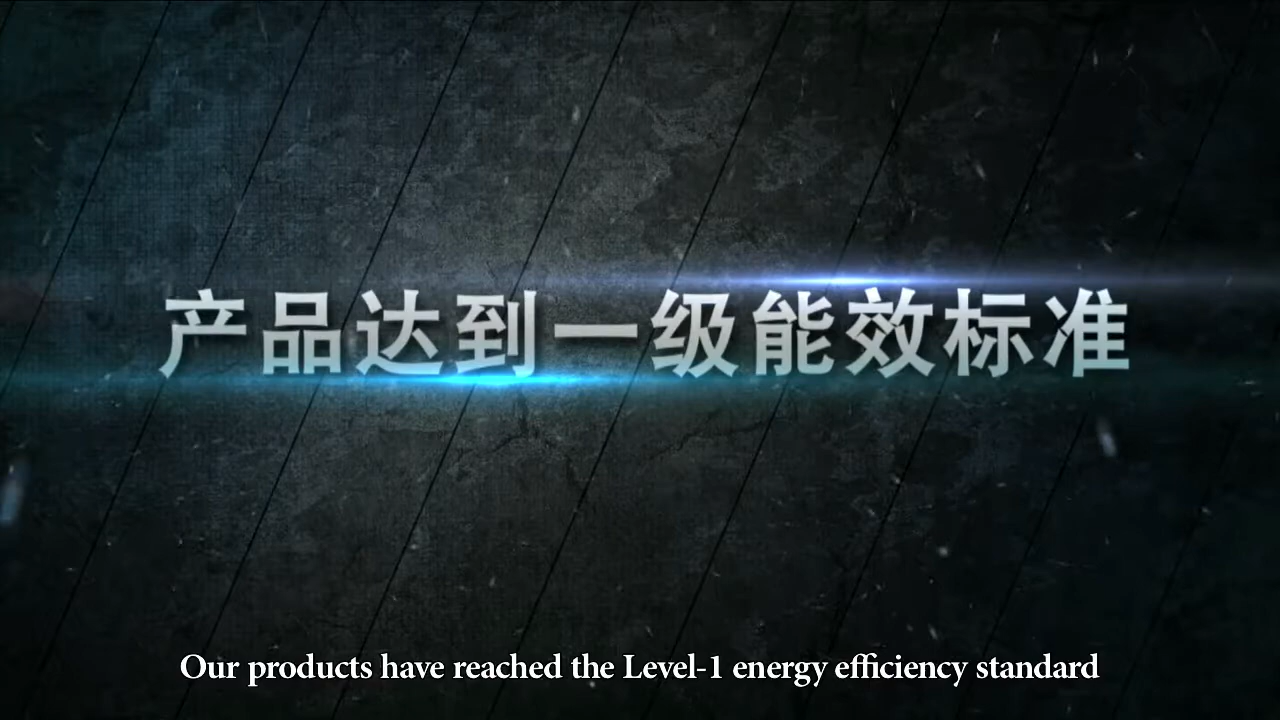 产品达到一级能效标准
Our products have reached the Level-1 energy efficiency standard